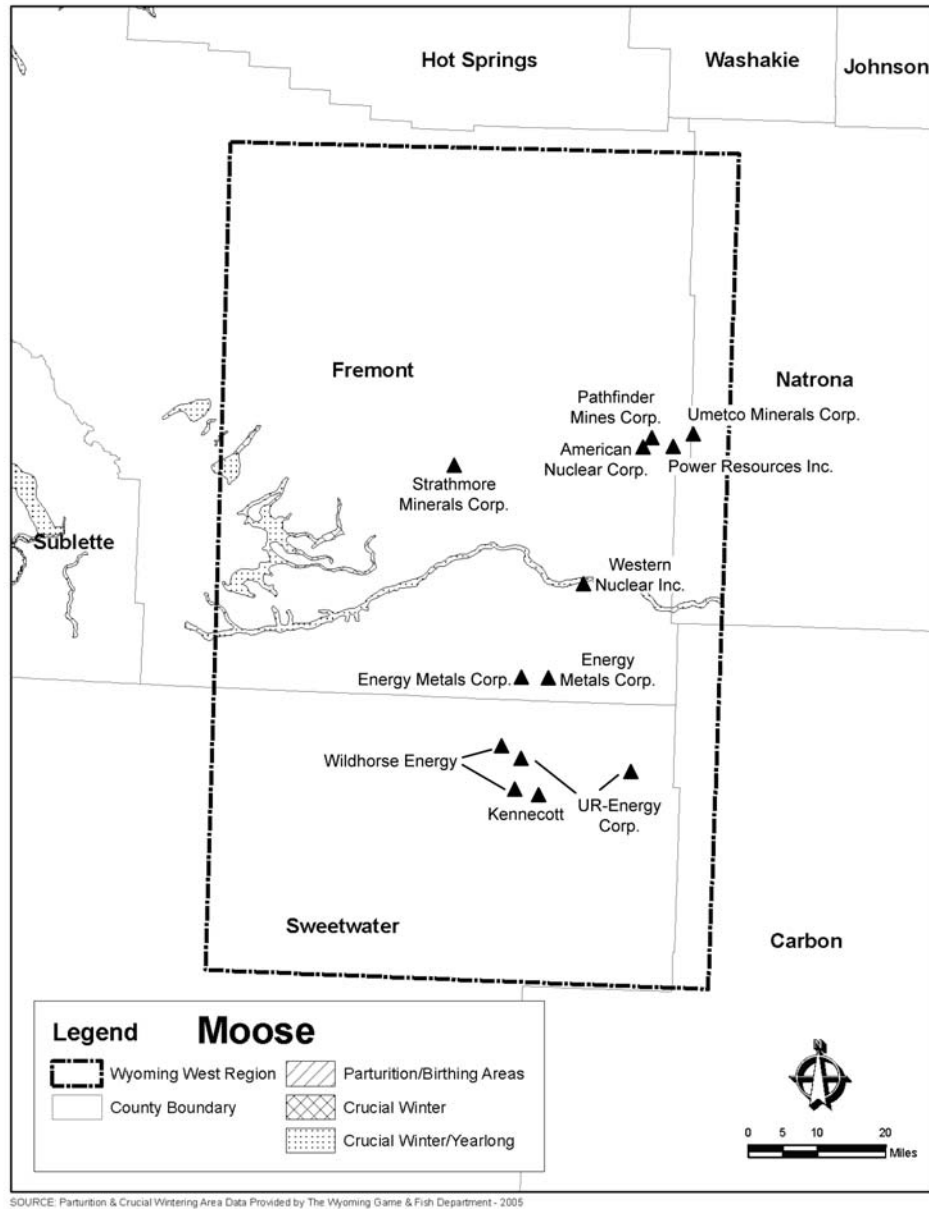 Hot Springs
Washakie
Johnson
Fremont
Natrona
Pathfinder
Mines Corp.
Umetco Minerals Corp.
American
Nuclear Corp.
Power Resources Inc.
Strathmore
Minerals Corp.
Sublette
Western
Nuclear Inc.
Energy Metals Corp.
Energy
Metals Corp.
Wildhorse Energy
Kennecott
UR-Energy
Corp.
Sweetwater
Carbon
Legend
Moose
Wyoming West Region
Parturition/Birthing Areas
County Boundary
Crucial Winter
Crucial Winter/Yearlong
N
0 5 10 20
Miles
SOURCE: Parturition & Crucial Wintering Area Data Provided by The Wyoming Game & Fish Department - 2005